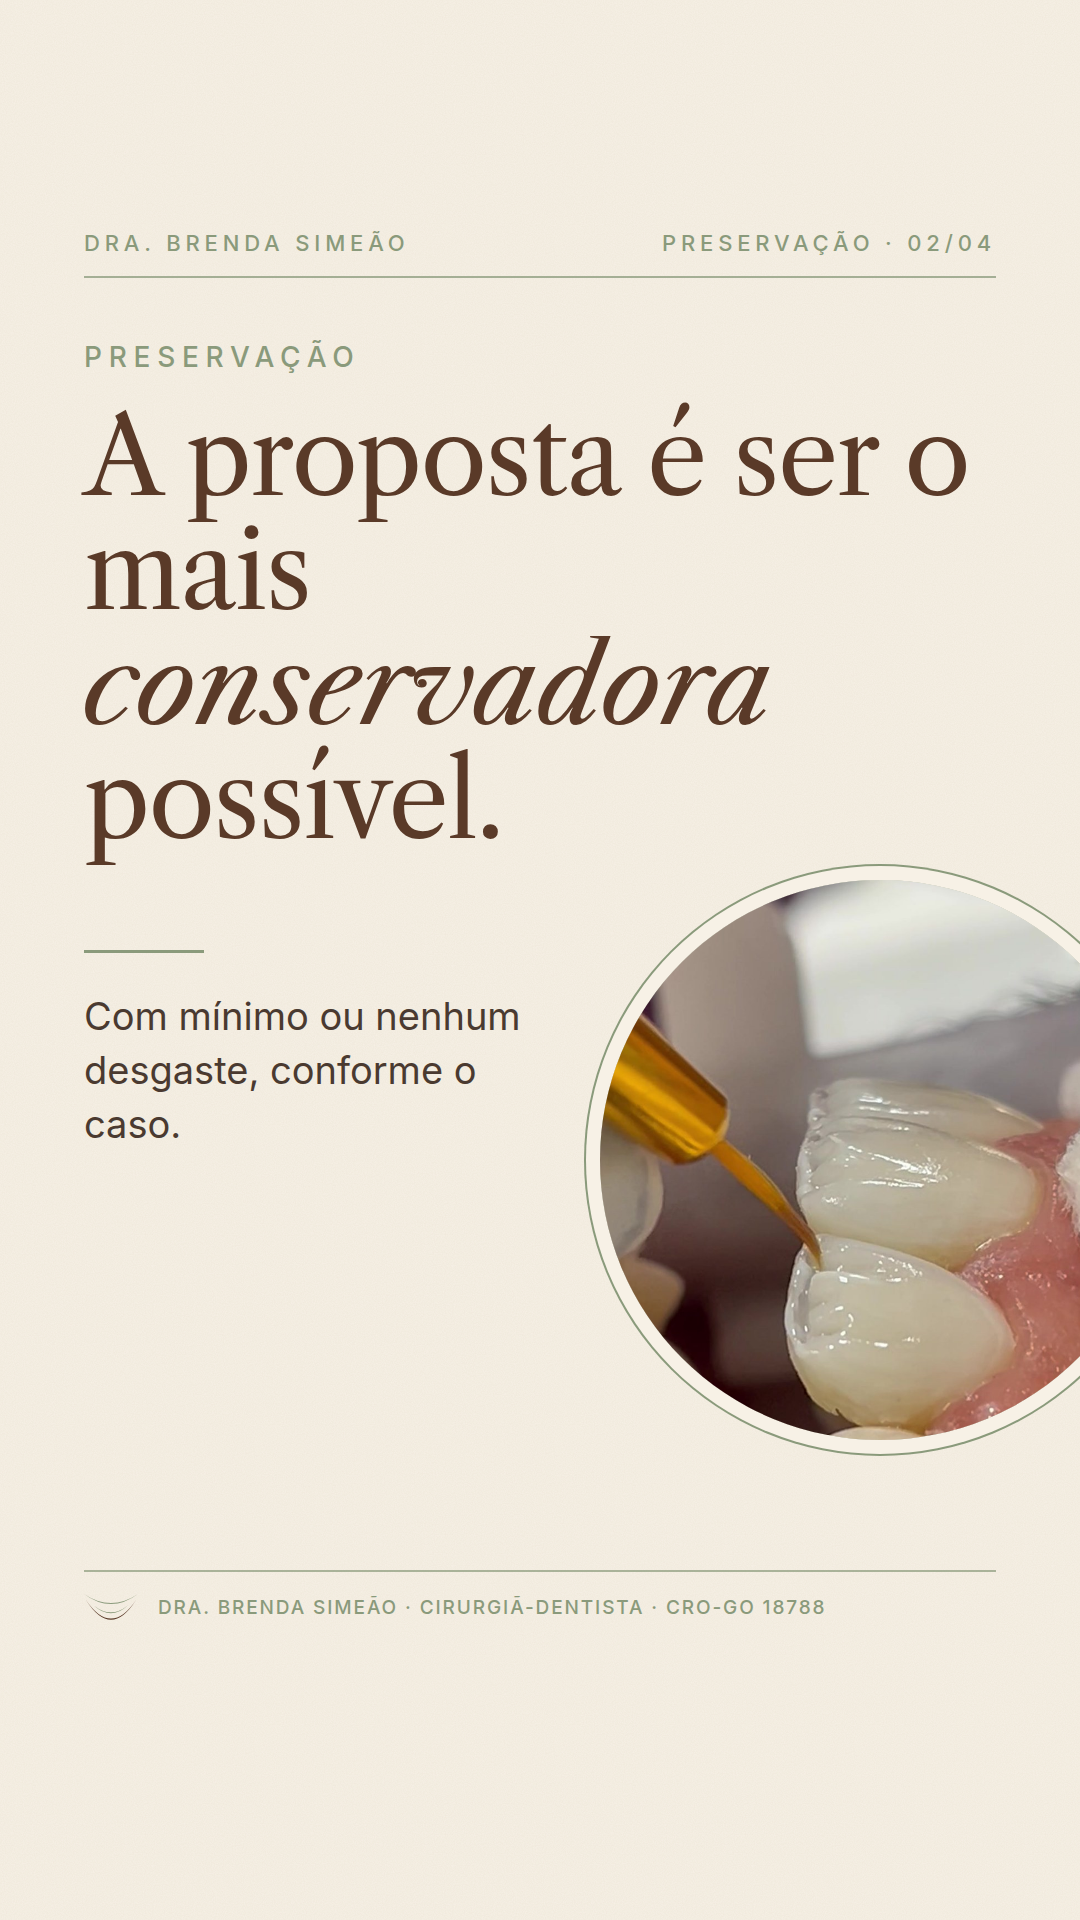 DRA. BRENDA SIMEÃO
PRESERVAÇÃO · 02/04
PRESERVAÇÃO
A proposta é ser o
mais
conservadora
possível.
Com mínimo ou nenhum
desgaste, conforme o
caso.
DRA. BRENDA SIMEÃO · CIRURGIÃ-DENTISTA · CRO-GO 18788